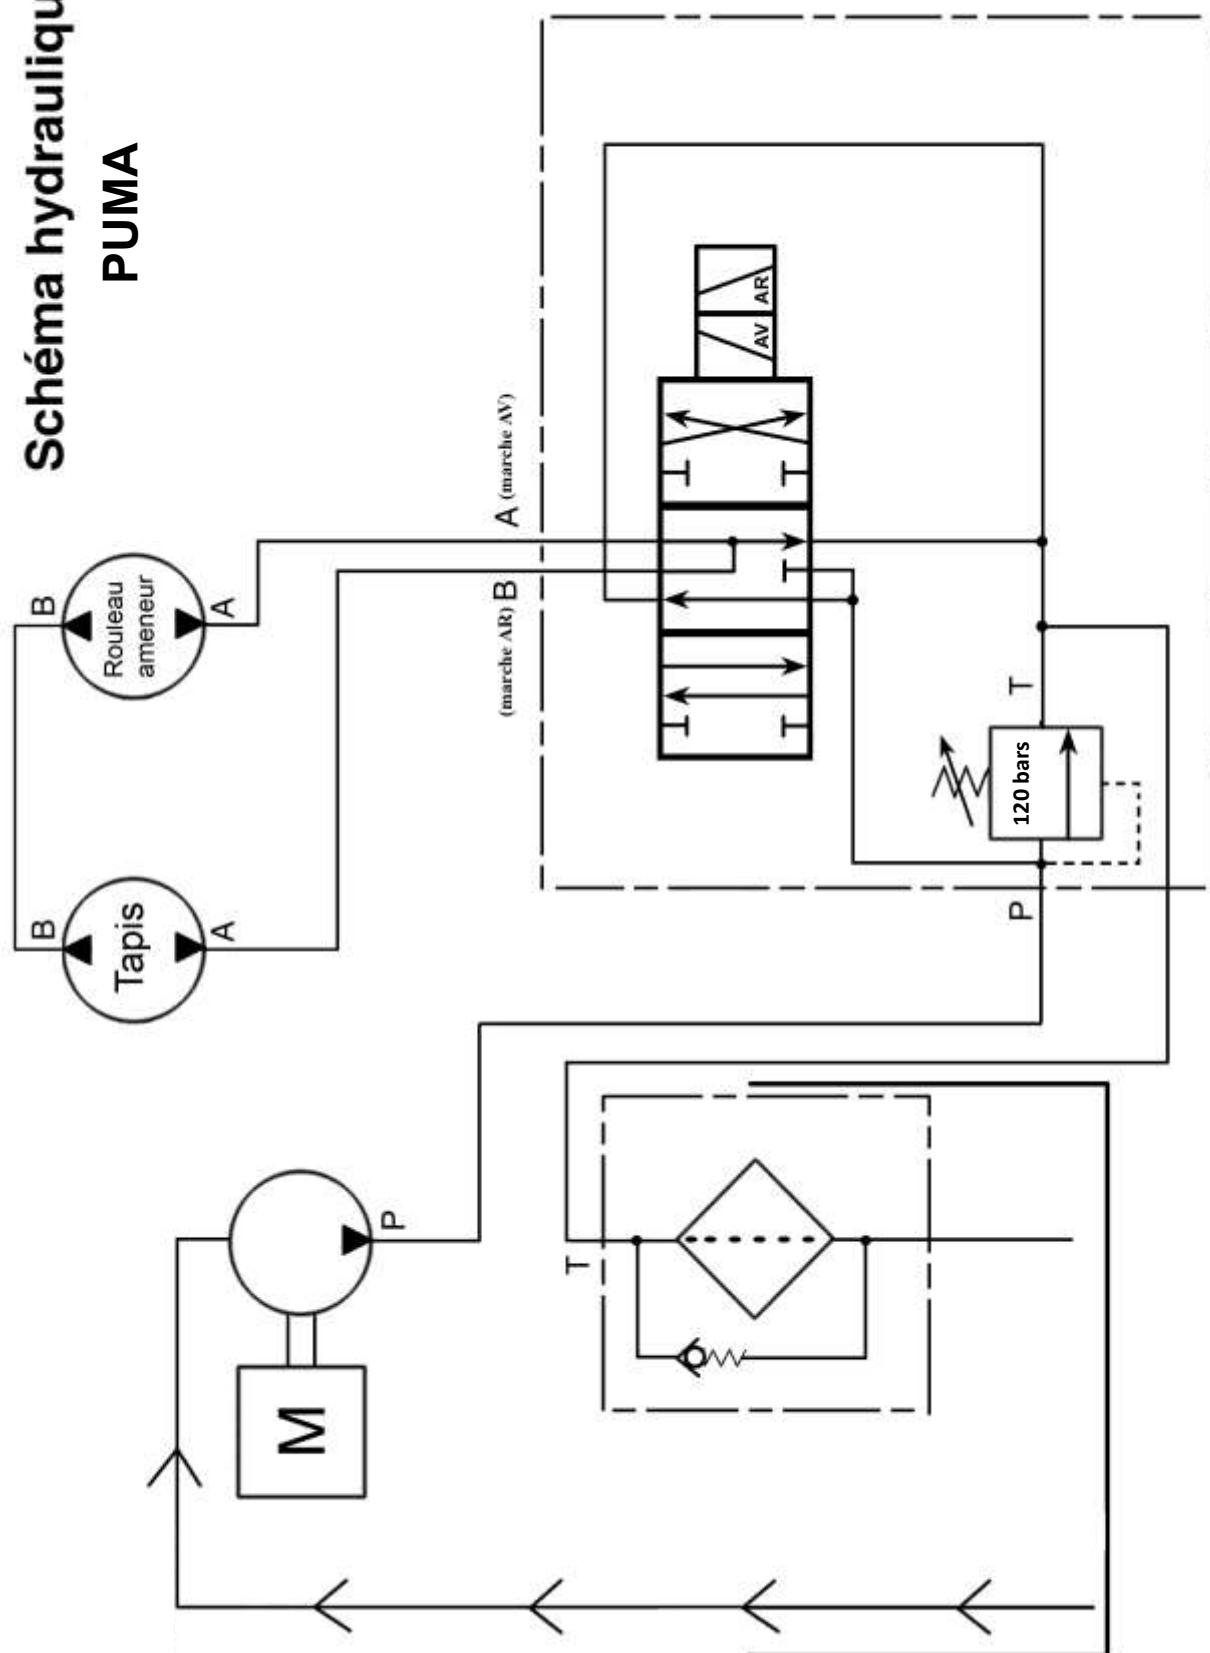 Schéma hydrauliqu
PUMA
B
Tapis
A
B
Rouleau
ameneur
A
M
P
T
(marche AR) B
A (marche AV)
AV
AR
P
T
120 bars